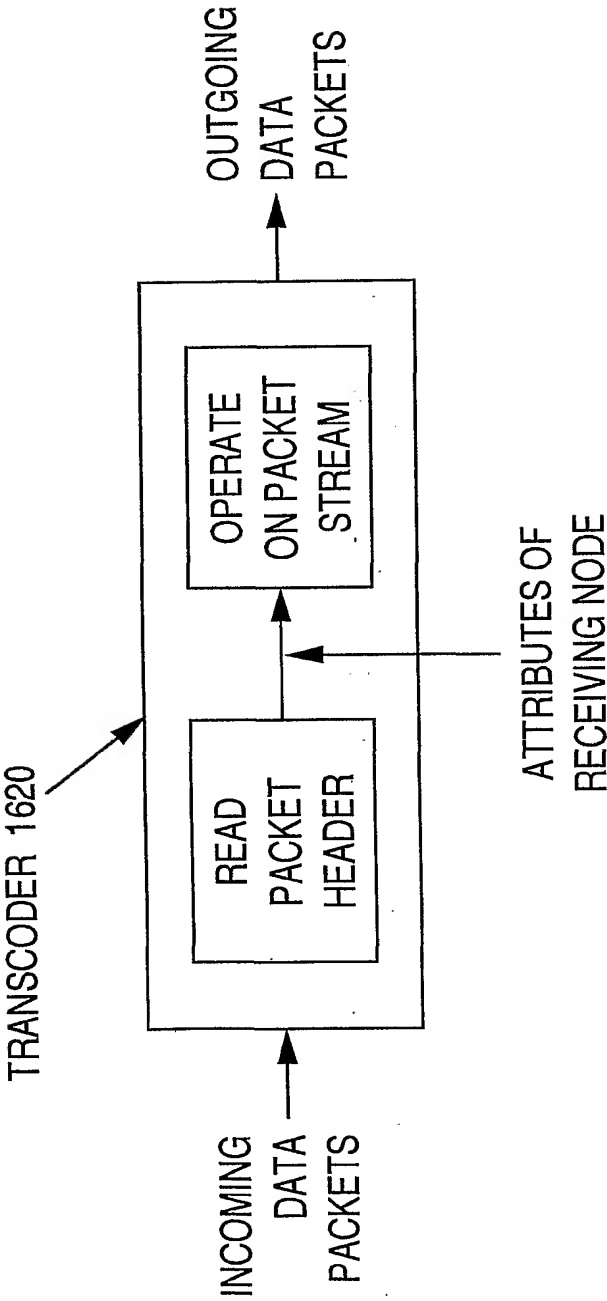 TRANSCODER 1620
INCOMING
DATA
PACKETS
READ
PACKET
HEADER
OPERATE
ON PACKET
STREAM
OUTGOING
DATA
PACKETS
ATTRIBUTES OF
RECEIVING NODE